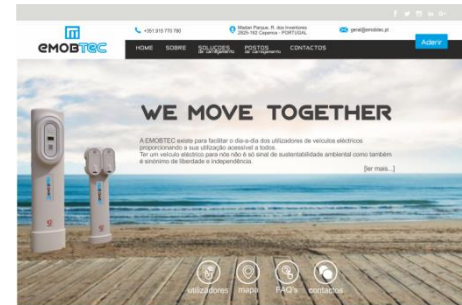 +351 915 770 780
Madan Parque, R. dos Inventores
2825-182 Caparica - PORTUGAL
geral@emobtec.pt
Aderir
eMOBTEC
HOME
SOBRE
SOLUÇÕES
de carregamento
POSTOS
de carregamento
CONTACTOS
WE MOVE TOGETHER
A EMOBTEC existe para facilitar o dia-a-dia dos utilizadores de veículos eléctricos
proporcionando a sua utilização acessível a todos.
Ter um veículo eléctrico para nós não é só sinal de sustentabilidade ambiental como também
é sinónimo de liberdade e independência.
[ler mais...]
utilizadores
mapa
FAQ's
contactos